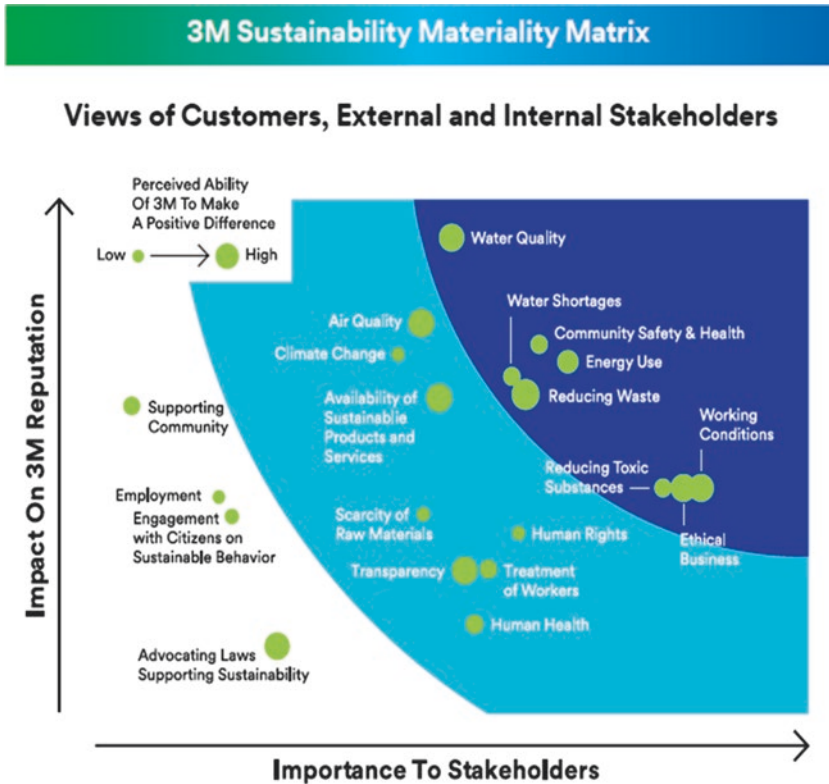 3M Sustainability Materiality Matrix
Views of Customers, External and Internal Stakeholders
Perceived Ability
Of 3M To Make
A Positive Difference
Low
High
Water Quality
Water Shortages
Air Quality
Community Safety & Health
Climate Change
Energy Use
Availability of
Sustainablie
Products and
Services
Reducing Waste
Supporting
Community
Working
Conditions
Reducing Toxic
Substances
Employment
Engagement
with Citizens on
Sustainable Behavior
Scarcity of
Raw Materials
Human Rights
Ethical
Business
Transparency
Treatment
of Workers
Human Health
Advocating Laws
Supporting Sustainability
Impact On 3M Reputation
Importance To Stakeholders